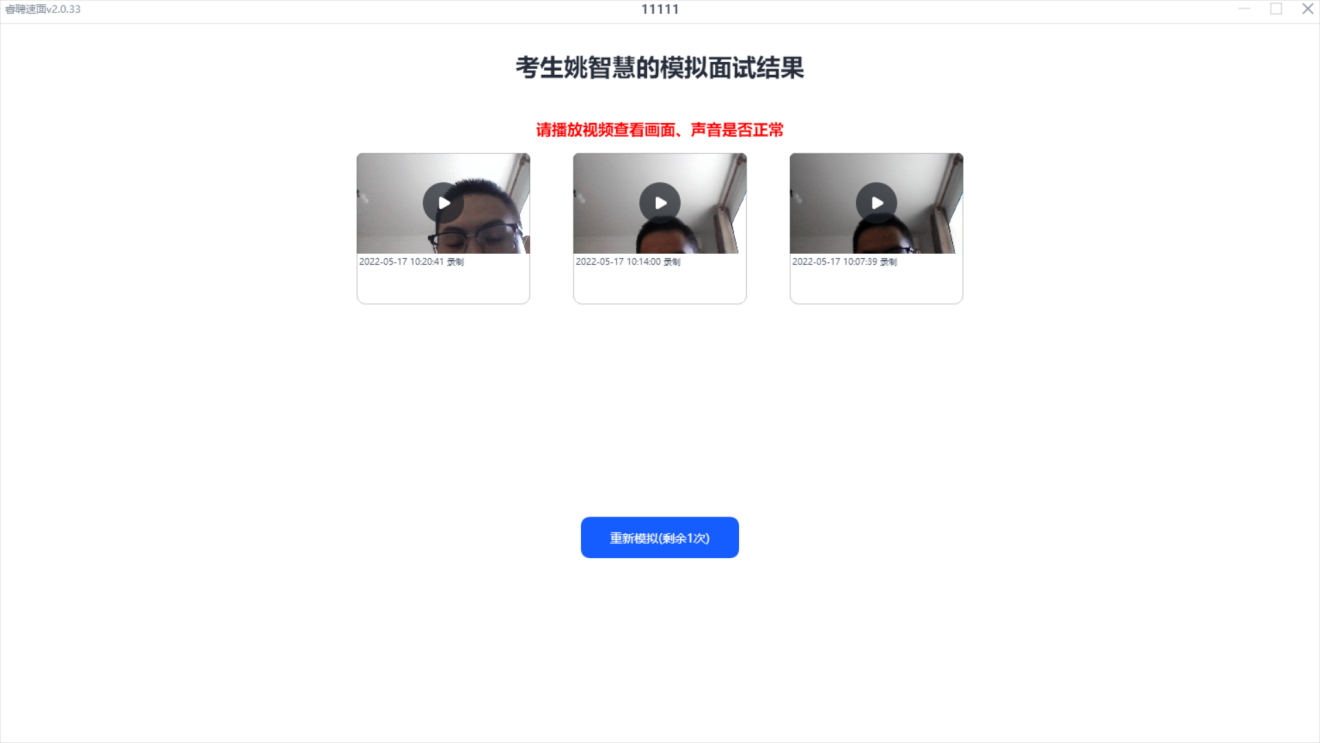 睿聘速面v2.0.33
11111
考生姚智慧的模拟面试结果
请播放视频查看画面、声音是否正常
2022-05-17 10:20:41 录制
2022-05-17 10:14:00 录制
2022-05-17 10:07:39 录制
重新模拟(剩余1次)